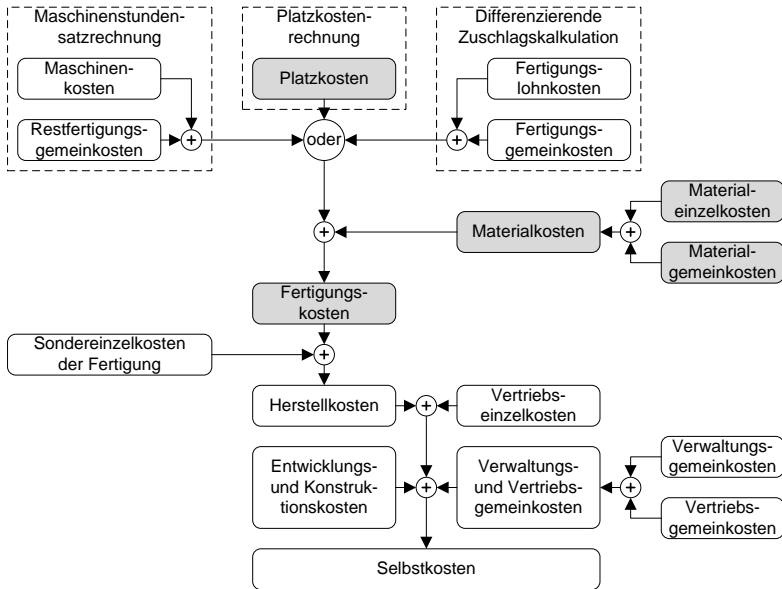 Maschinenstunden-
satzrechnung
Platzkosten-
rechnung
Differenzierende
Zuschlagskalkulation
Maschinen-
kosten
Platzkosten
Fertigungs-
lohnkosten
Restfertigungs-
gemeinkosten
+
oder
+
Fertigungs-
gemeinkosten
Material-
einzelkosten
+
Materialkosten
+
Material-
gemeinkosten
Fertigungs-
kosten
Sondereinzelkosten
der Fertigung
+
Herstellkosten
+
Vertriebs-
einzelkosten
Entwicklungs-
und Konstruk-
tionskosten
+
Verwaltungs-
und Vertriebs-
gemeinkosten
+
Verwaltungs-
gemeinkosten
Vertriebs-
gemeinkosten
Selbstkosten